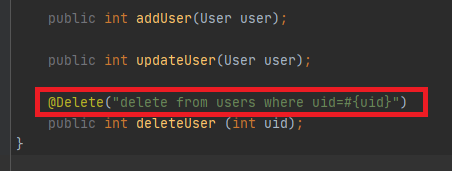 public int addUser(User user);
public int updateUser(User user);
@Delete("delete from users where uid=#{uid}")
public int deleteUser (int uid);
}